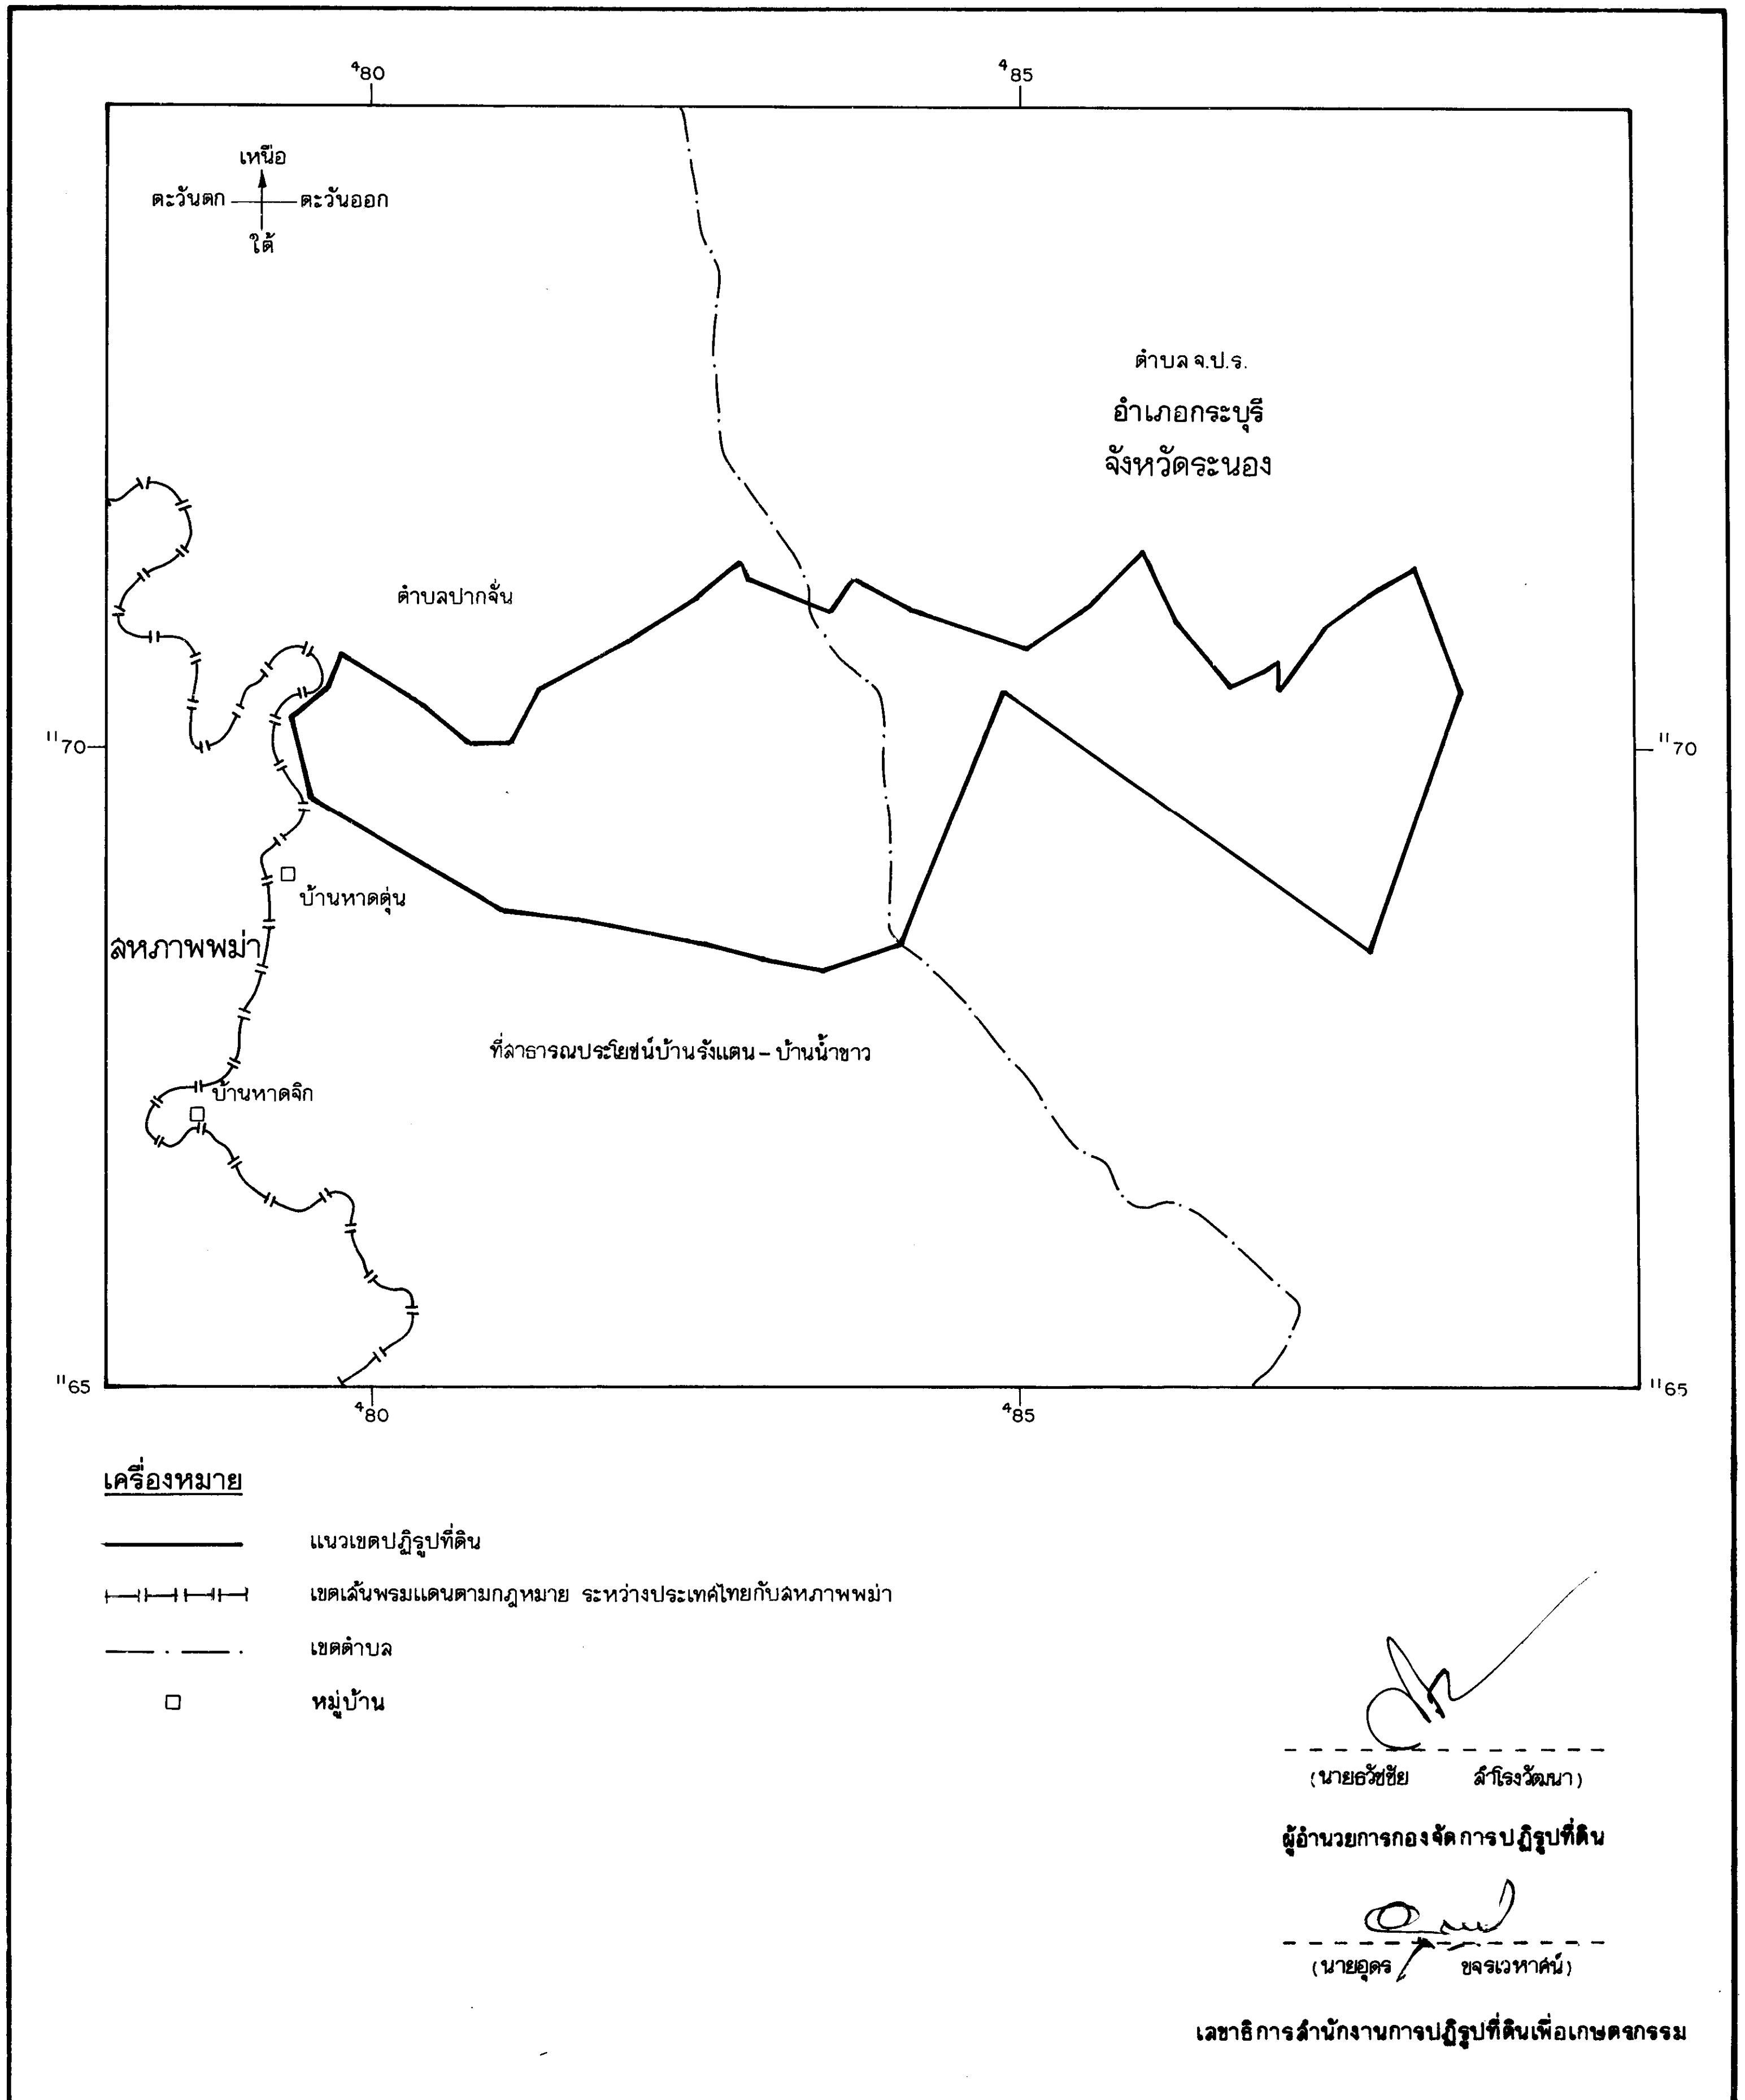 480 485
เหนือ
ตะวันตก ตะวันออก
ใต้
ตำบล จ.ป.ร.
อำเภอกระบุรี
จังหวัดระนอง
ตำบลปากจั่น
1170 1170
บ้านหาดตุ่น
สหภาพพม่า
ที่สาธารณประโยชน์บ้านรังแตน – บ้านน้ำขาว
บ้านหาดจิก
1165 1165
480 485
เครื่องหมาย
แนวเขตปฏิรูปที่ดิน
เขตเส้นพรมแดนตามกฎหมาย ระหว่างประเทศไทยกับสหภาพพม่า
เขตตำบล
หมู่บ้าน
(นายธวัชชัย สำโรงวัฒนา)
ผู้อำนวยการกองจัดการปฏิรูปที่ดิน
(นายอุดร ขจรเวหาศน์)
เลขาธิการสำนักงานการปฏิรูปที่ดินเพื่อเกษตรกรรม